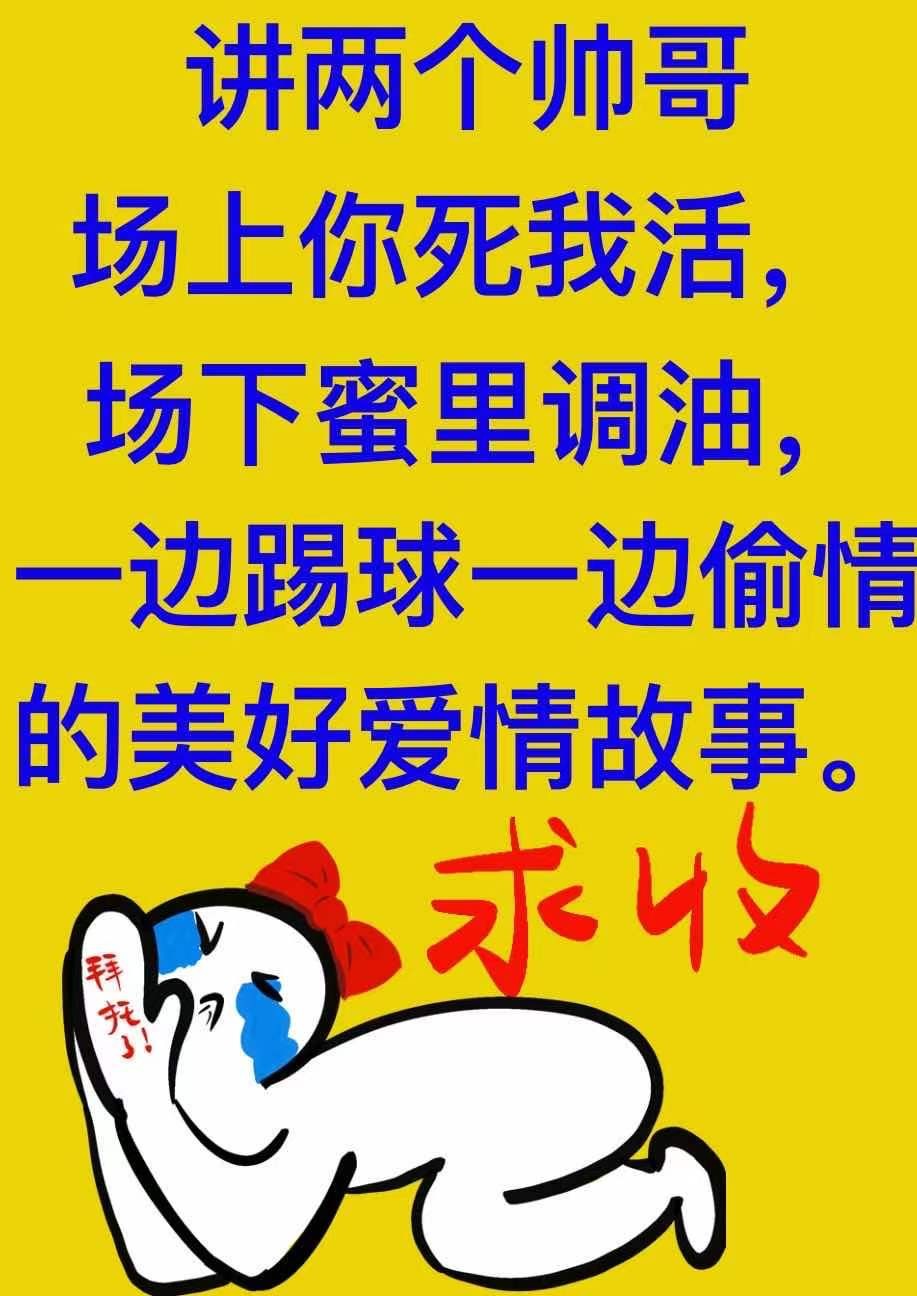 讲两个帅哥
场上你死我活，
场下蜜里调油，
一边踢球一边偷情
的美好爱情故事。
求收
拜
托
了！